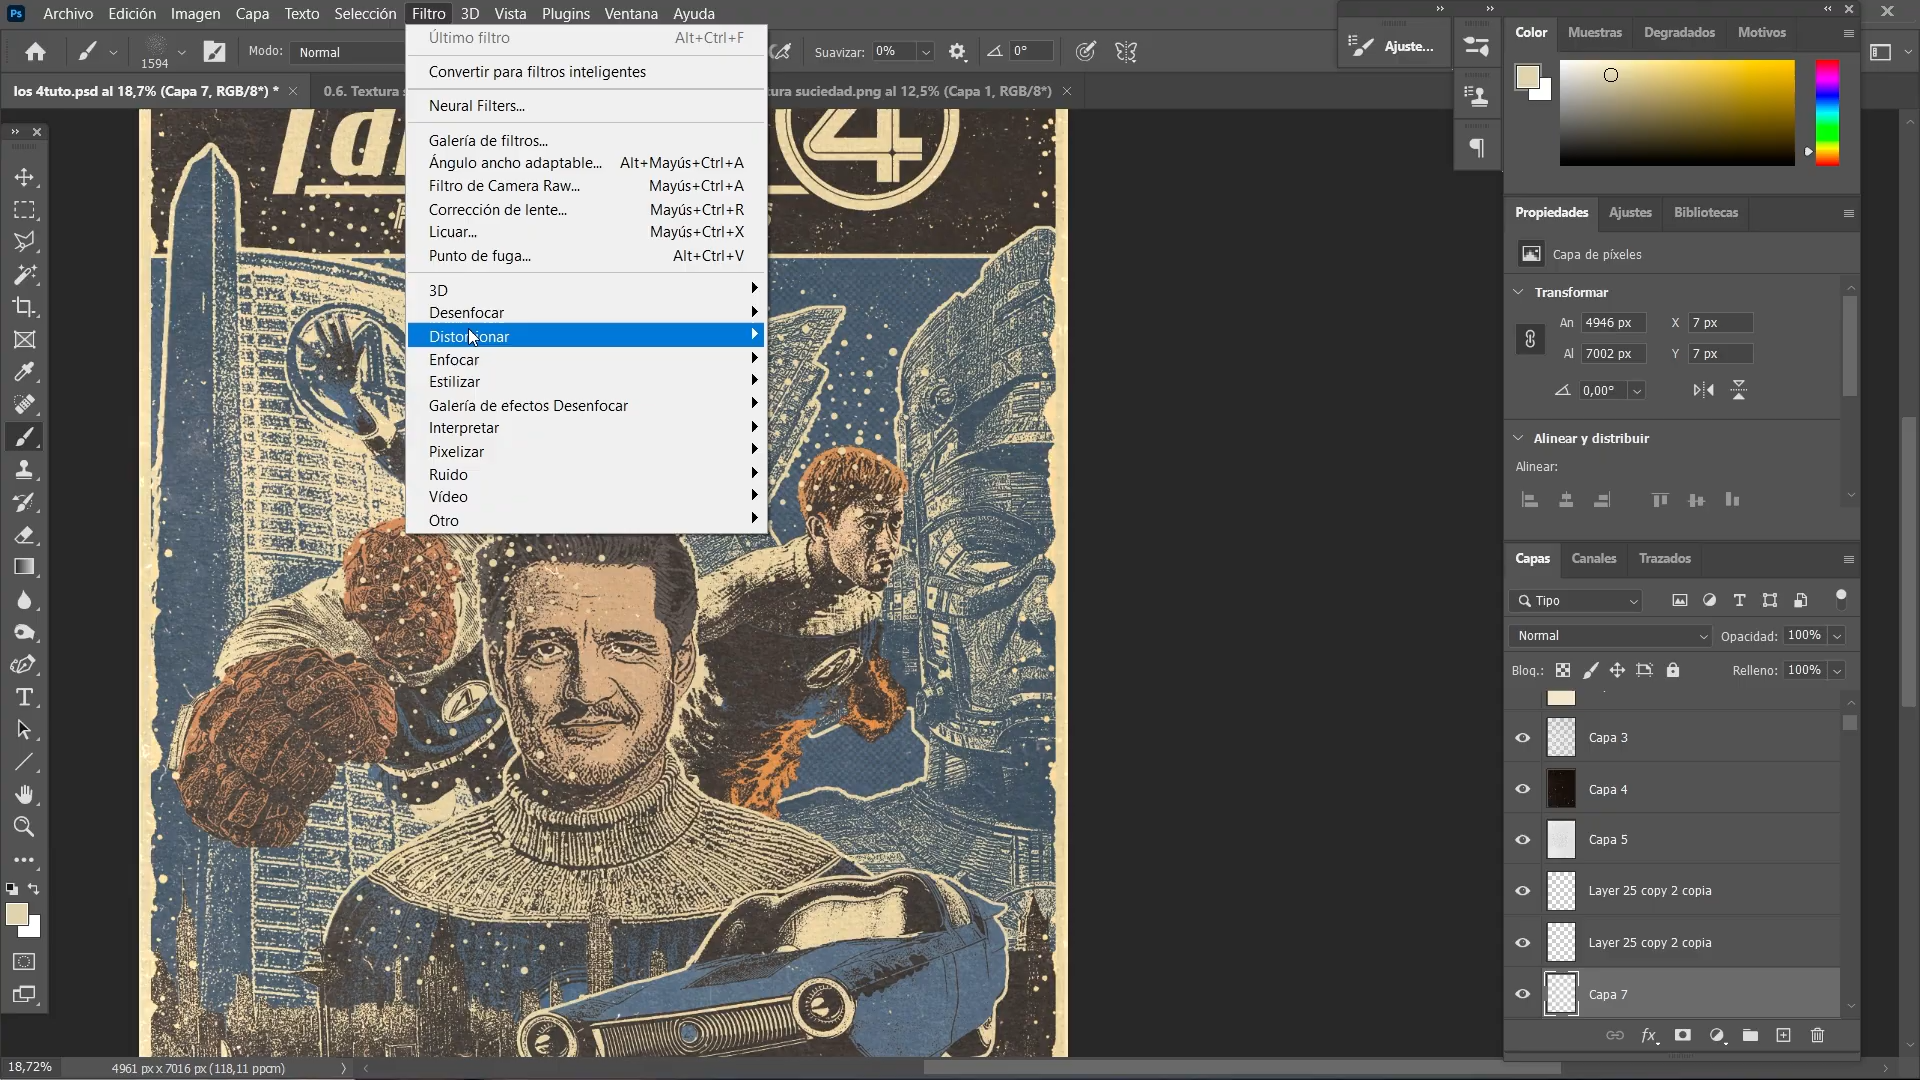 Ps Archivo Edición Imagen Capa Texto Selección Filtro 3D Vista Plugins Ventana Ayuda
1594 Modo: Normal Suavizar: 0% 0°
Ajuste...
los 4tuto.psd al 18,7% (Capa 7, RGB/8*) * 0.6. Textura suciedad.png al 12,5% (Capa 1, RGB/8*)
Último filtro Alt+Ctrl+F
Convertir para filtros inteligentes
Neural Filters...
Galería de filtros...
Ángulo ancho adaptable... Alt+Mayús+Ctrl+A
Filtro de Camera Raw... Mayús+Ctrl+A
Corrección de lente... Mayús+Ctrl+R
Licuar... Mayús+Ctrl+X
Punto de fuga... Alt+Ctrl+V
3D
Desenfocar
Distorsionar
Enfocar
Estilizar
Galería de efectos Desenfocar
Interpretar
Pixelizar
Ruido
Vídeo
Otro
4
4
Color Muestras Degradados Motivos
Propiedades Ajustes Bibliotecas
Capa de píxeles
Transformar
An 4946 px X 7 px
Al 7002 px Y 7 px
0,00°
Alinear y distribuir
Alinear:
Capas Canales Trazados
Tipo
Normal Opacidad: 100%
Bloq.: Relleno: 100%
Capa 3
Capa 4
Capa 5
Layer 25 copy 2 copia
Layer 25 copy 2 copia
Capa 7
fx
18,72% 4961 px x 7016 px (118,11 ppcm)